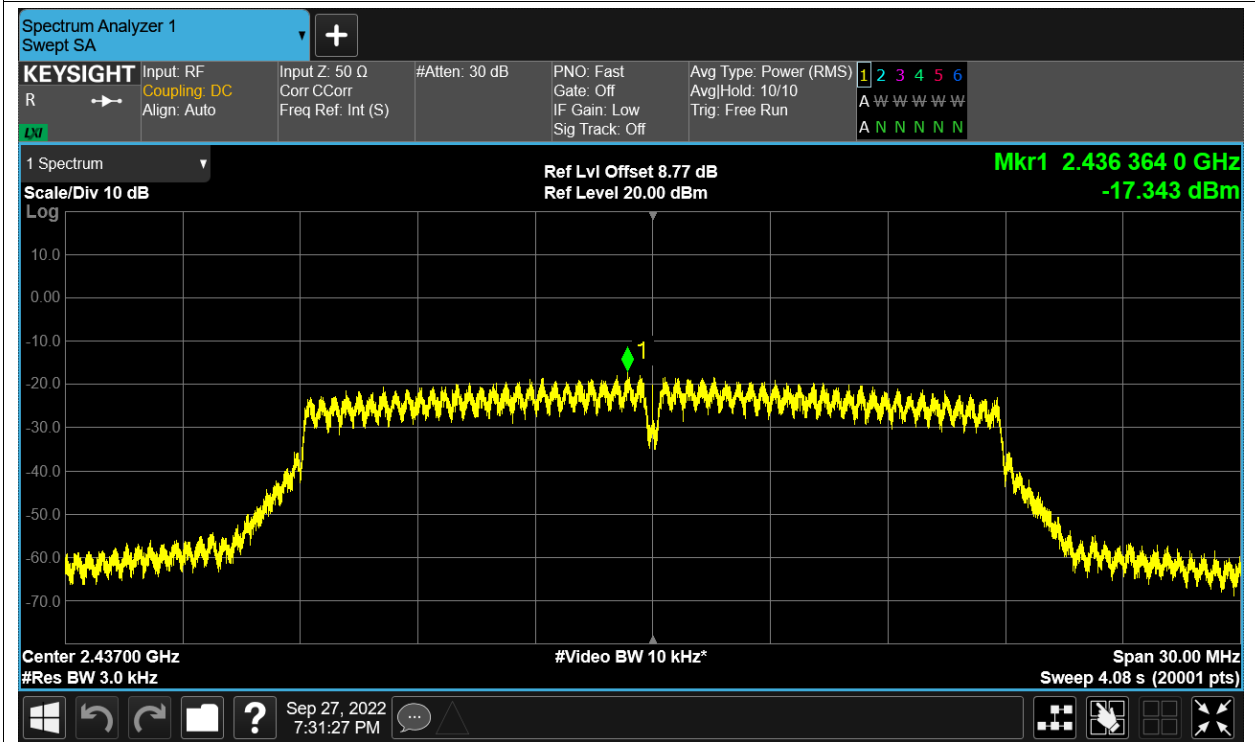 Spectrum Analyzer 1
Swept SA
+
KEYSIGHT
R
LXI
Input: RF
Coupling: DC
Align: Auto
Input Z: 50 Ω
Corr CCorr
Freq Ref: Int (S)
#Atten: 30 dB
PNO: Fast
Gate: Off
IF Gain: Low
Sig Track: Off
Avg Type: Power (RMS)
Avg|Hold: 10/10
Trig: Free Run
1 2 3 4 5 6
A W W W W W
A N N N N N
1 Spectrum
Scale/Div 10 dB
Log
Ref Lvl Offset 8.77 dB
Ref Level 20.00 dBm
Mkr1 2.436 364 0 GHz
-17.343 dBm
10.0
0.00
-10.0
-20.0
-30.0
-40.0
-50.0
-60.0
-70.0
1
Center 2.43700 GHz
#Res BW 3.0 kHz
#Video BW 10 kHz*
Span 30.00 MHz
Sweep 4.08 s (20001 pts)
?
Sep 27, 2022
7:31:27 PM